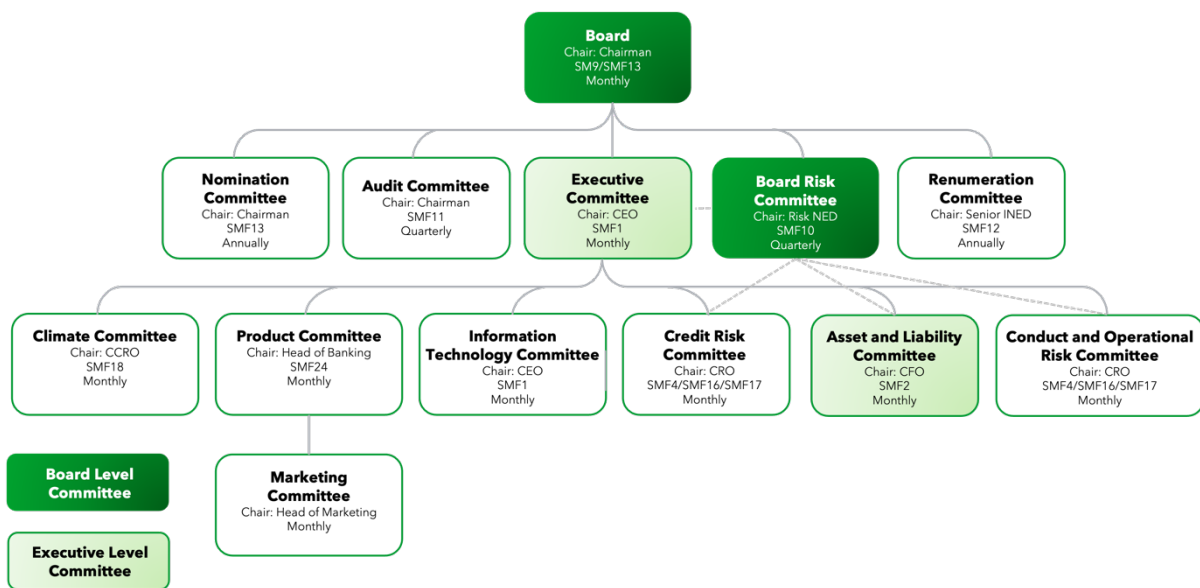 Board
Chair: Chairman
SM9/SMF13
Monthly
Nomination
Committee
Chair: Chairman
SMF13
Annually
Audit Committee
Chair: Chairman
SMF11
Quarterly
Executive
Committee
Chair: CEO
SMF1
Monthly
Board Risk
Committee
Chair: Risk NED
SMF10
Quarterly
Renumeration
Committee
Chair: Senior INED
SMF12
Annually
Climate Committee
Chair: CCRO
SMF18
Monthly
Product Committee
Chair: Head of Banking
SMF24
Monthly
Information
Technology Committee
Chair: CEO
SMF1
Monthly
Credit Risk
Committee
Chair: CRO
SMF4/SMF16/SMF17
Monthly
Asset and Liability
Committee
Chair: CFO
SMF2
Monthly
Conduct and Operational
Risk Committee
Chair: CRO
SMF4/SMF16/SMF17
Monthly
Marketing
Committee
Chair: Head of Marketing
Monthly
Board Level
Committee
Executive Level
Committee